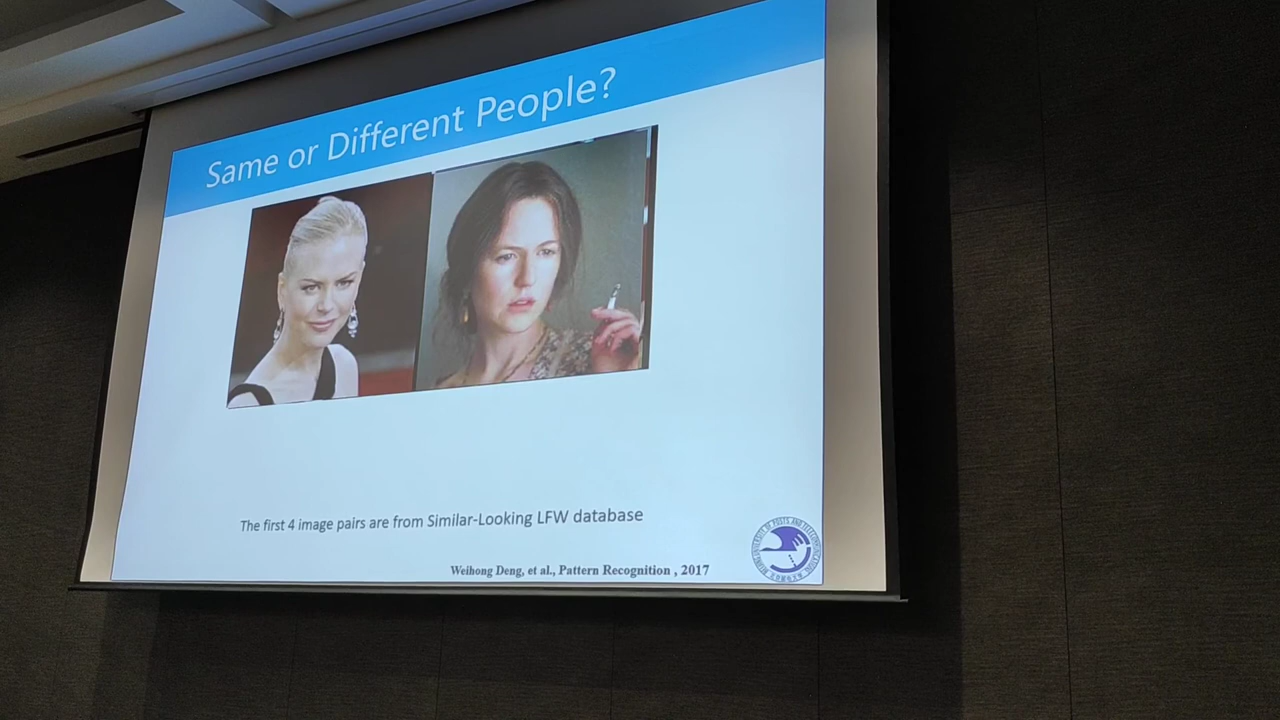 Same or Different People?
The first 4 image pairs are from Similar-Looking LFW database
Weihong Deng, et al., Pattern Recognition , 2017